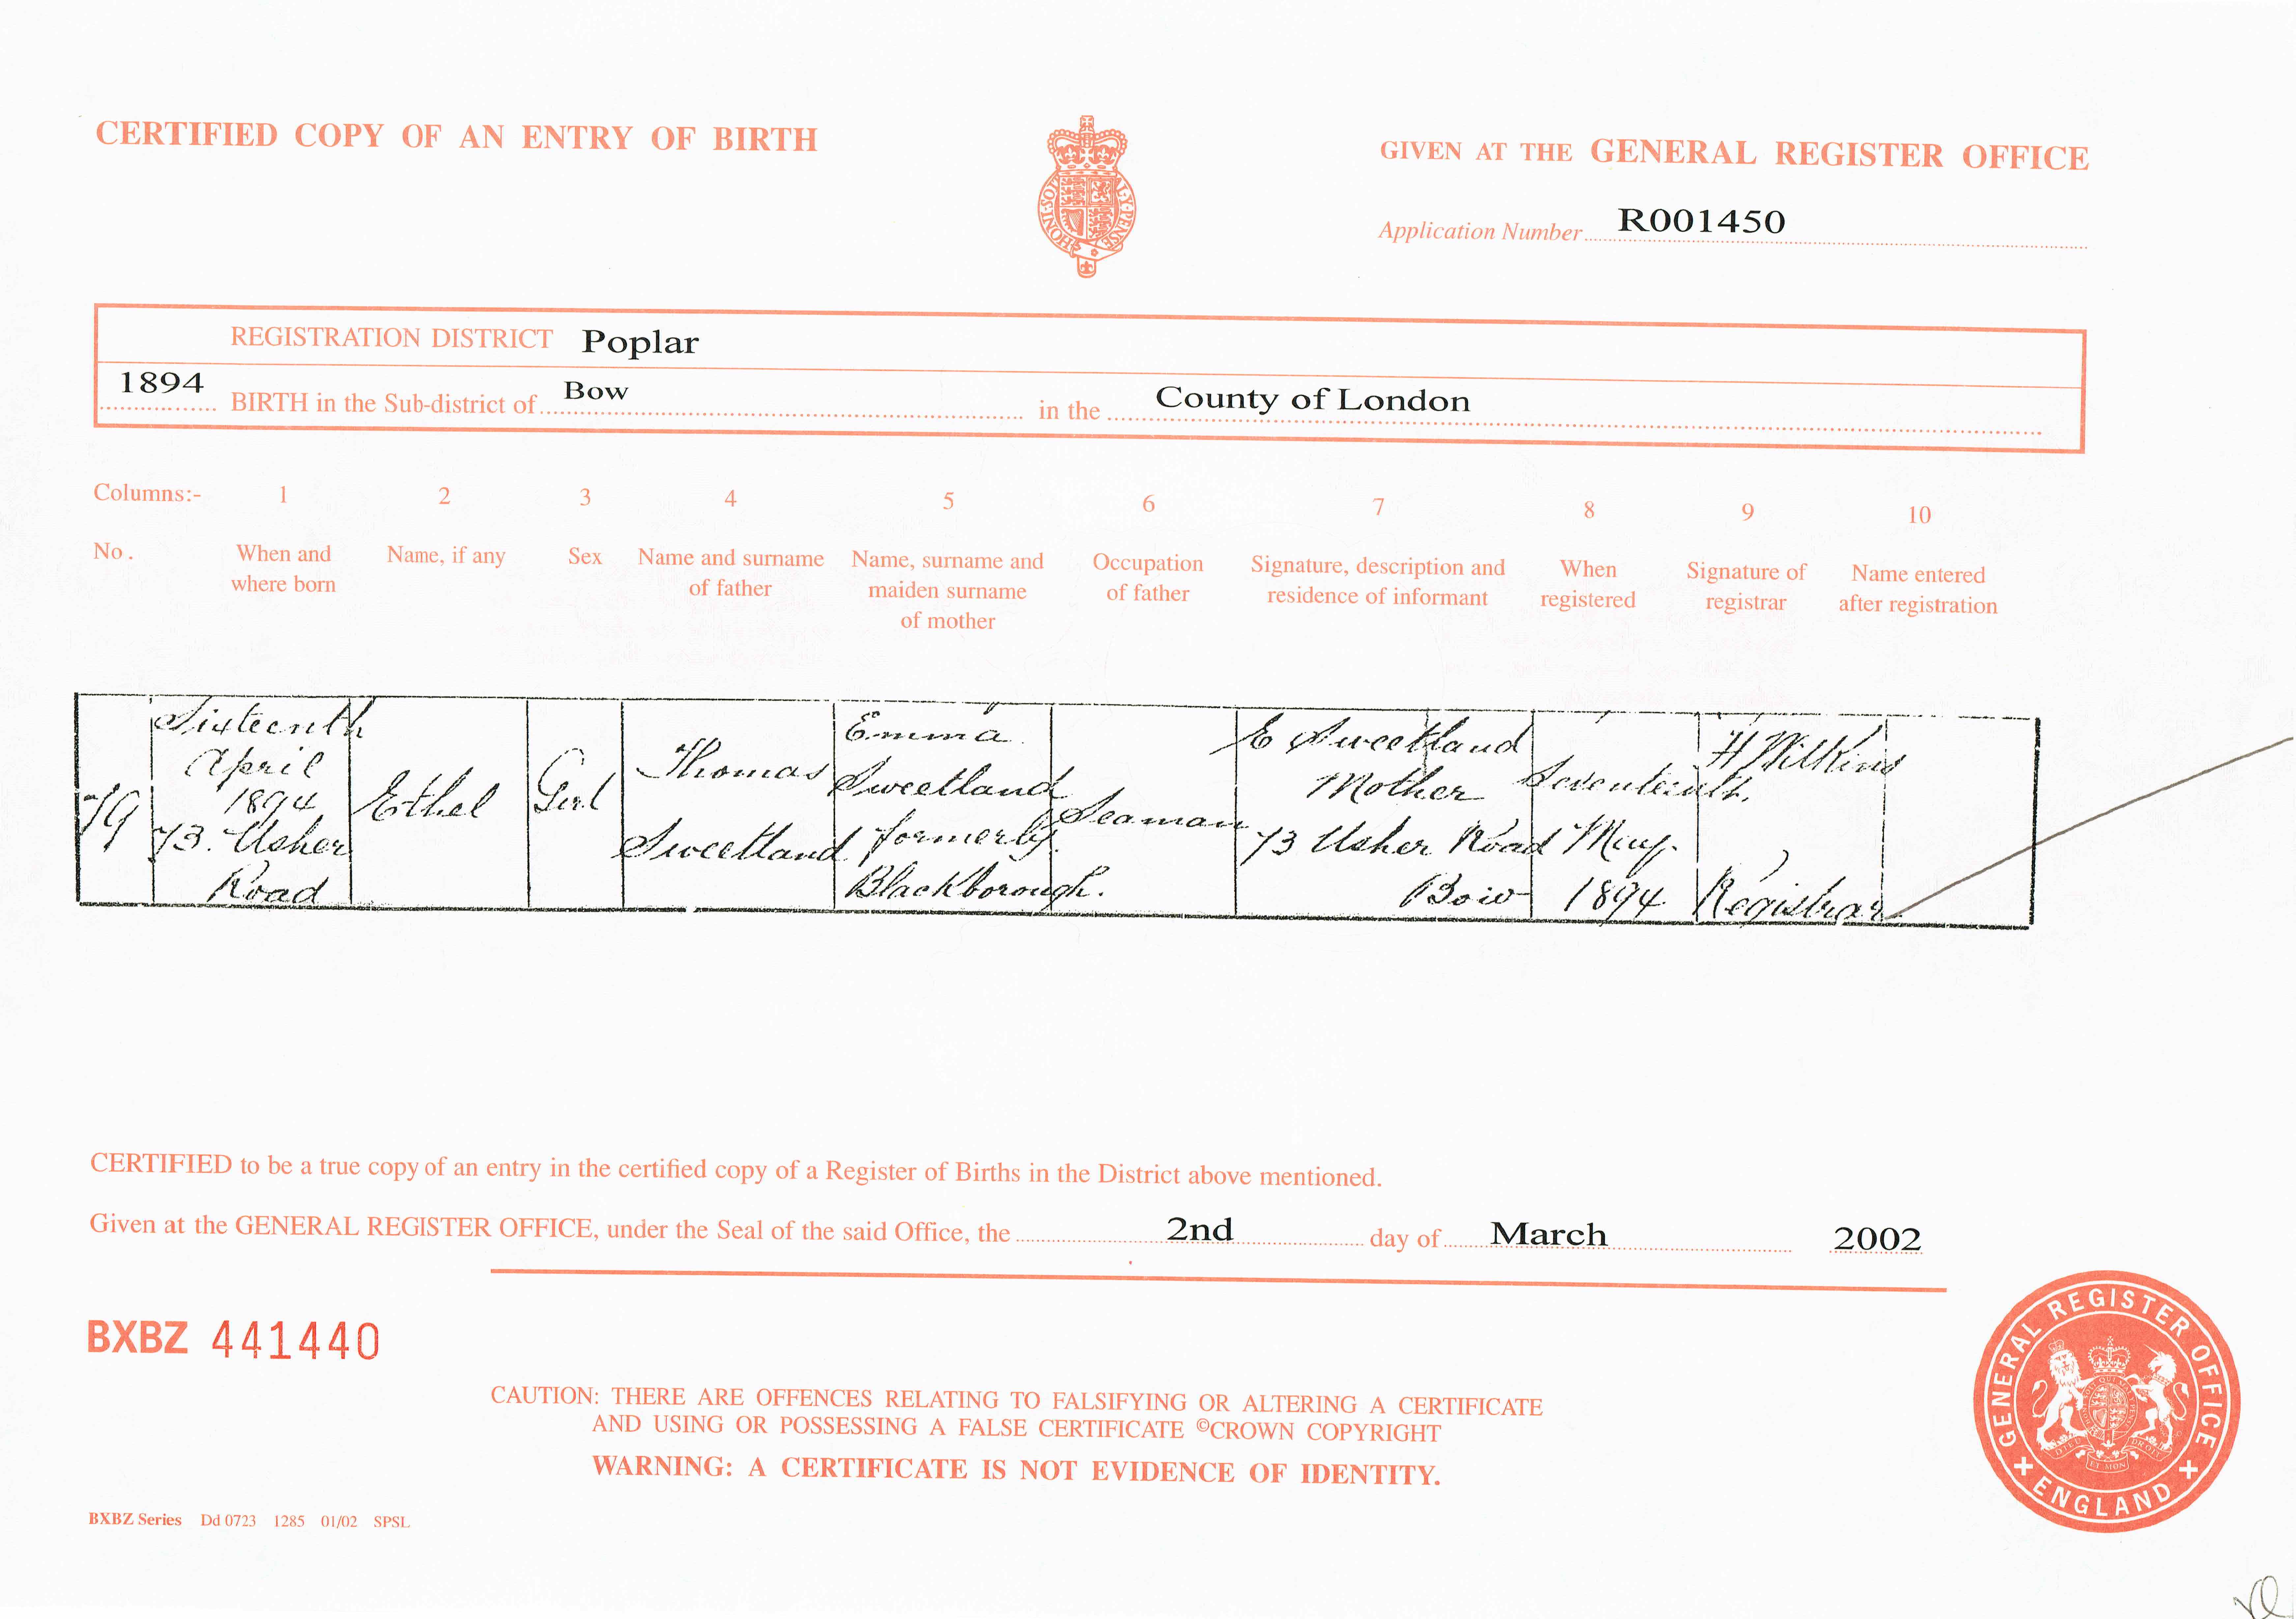 CERTIFIED COPY OF AN ENTRY OF BIRTH
GIVEN AT THE GENERAL REGISTER OFFICE
HONI·SOIT
AL·Y·PENSE
Application Number R001450
REGISTRATION DISTRICT Poplar
1894 BIRTH in the Sub-district of Bow in the County of London
Columns:- 1 2 3 4 5 6 7 8 9 10
No. When and where born Name, if any Sex Name and surname of father Name, surname and maiden surname of mother Occupation of father Signature, description and residence of informant When registered Signature of registrar Name entered after registration
79
Sixteenth
April
1894
73. Usher
Road
Ethel
Girl
Thomas
Sweetland
Emma
Sweetland
formerly
Blackborough.
Seaman
E Sweetland
Mother
73 Usher Road
Bow
Seventeenth
May
1894
H Wilkins
Registrar
CERTIFIED to be a true copy of an entry in the certified copy of a Register of Births in the District above mentioned.
Given at the GENERAL REGISTER OFFICE, under the Seal of the said Office, the 2nd day of March 2002
BXBZ 441440
CAUTION: THERE ARE OFFENCES RELATING TO FALSIFYING OR ALTERING A CERTIFICATE
AND USING OR POSSESSING A FALSE CERTIFICATE ©CROWN COPYRIGHT
WARNING: A CERTIFICATE IS NOT EVIDENCE OF IDENTITY.
GENERAL REGISTER OFFICE
ENGLAND
BXBZ Series Dd 0723 1285 01/02 SPSL